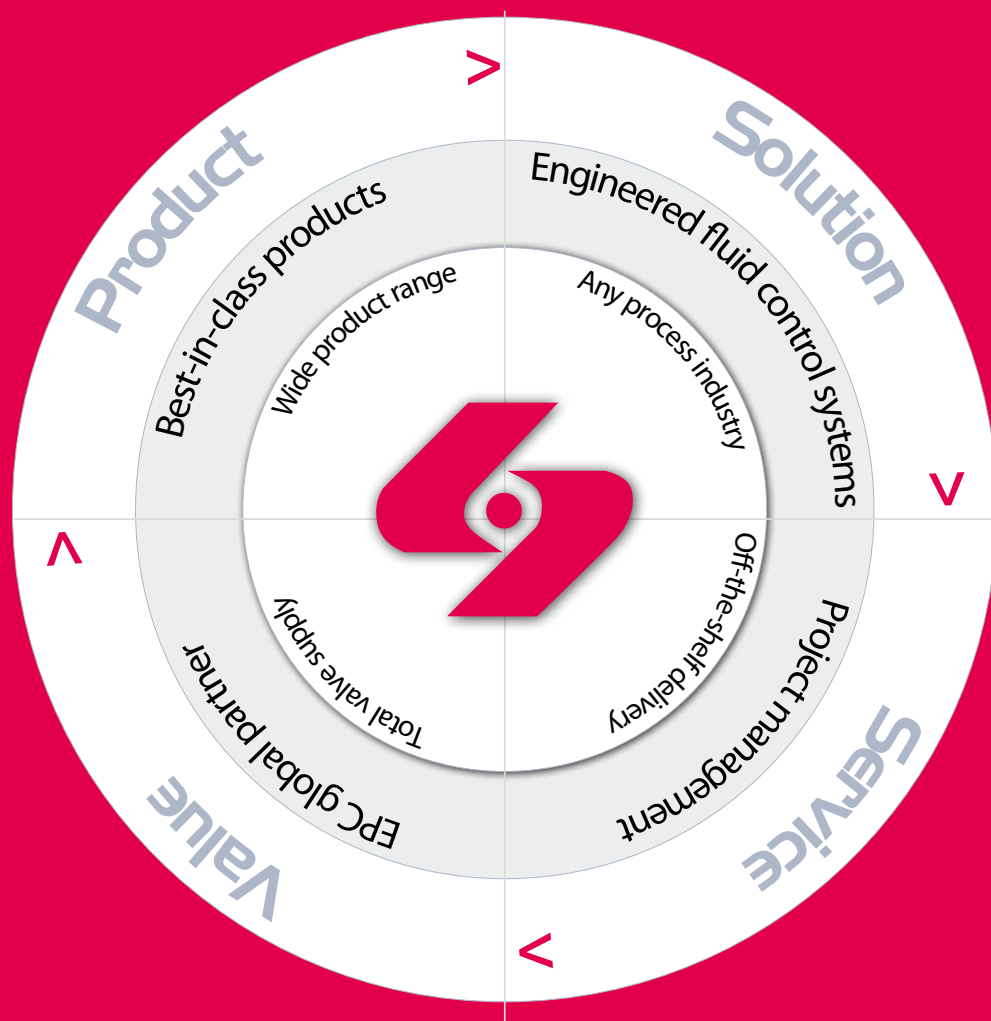 Product
Best-in-class products
Wide product range
Solution
Engineered fluid control systems
Any process industry
Service
Project management
Off-the-shelf delivery
Value
EPC global partner
Total valve supply